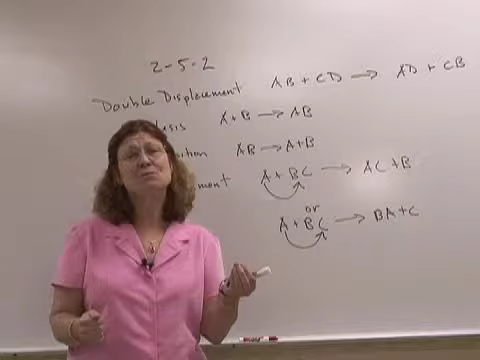 2-5-2
Double Displacement AB + CD → AD + CB
A+B → AB
AB → A+B
A + BC → AC + B
or
A + BC → BA + C